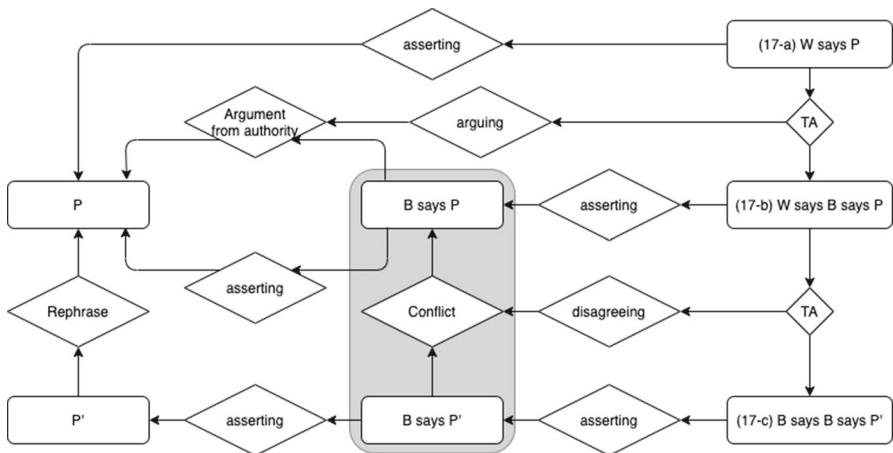 asserting
(17-a) W says P
Argument
from authority
arguing
TA
P
B says P
asserting
(17-b) W says B says P
asserting
Rephrase
Conflict
disagreeing
TA
P'
asserting
B says P'
asserting
(17-c) B says B says P'